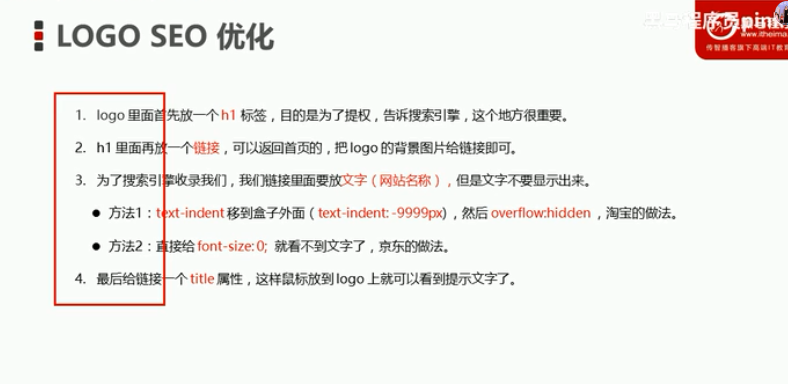 LOGO SEO 优化
程序员pink
www.itheima
传智播客旗下高端IT教育
1. logo 里面首先放一个 h1 标签，目的是为了提权，告诉搜索引擎，这个地方很重要。
2. h1 里面再放一个链接，可以返回首页的，把 logo 的背景图片给链接即可。
3. 为了搜索引擎收录我们，我们链接里面要放文字（网站名称），但是文字不要显示出来。
● 方法1：text-indent 移到盒子外面（text-indent: -9999px)，然后 overflow:hidden ，淘宝的做法。
● 方法2：直接给 font-size: 0; 就看不到文字了，京东的做法。
4. 最后给链接一个 title 属性，这样鼠标放到 logo 上就可以看到提示文字了。